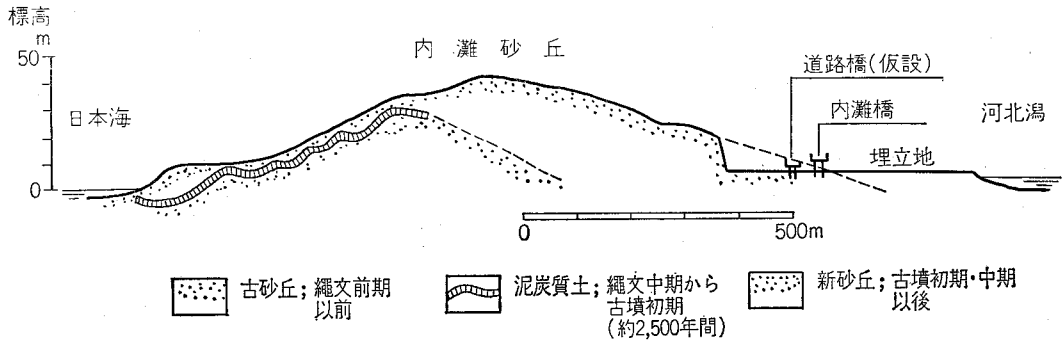 標高
m
50
0
内灘砂丘
日本海
道路橋(仮設)
内灘橋
河北潟
埋立地
0
500m
古砂丘;繩文前期
以前
泥炭質土;繩文中期から
古墳初期
(約2,500年間)
新砂丘;古墳初期・中期
以後